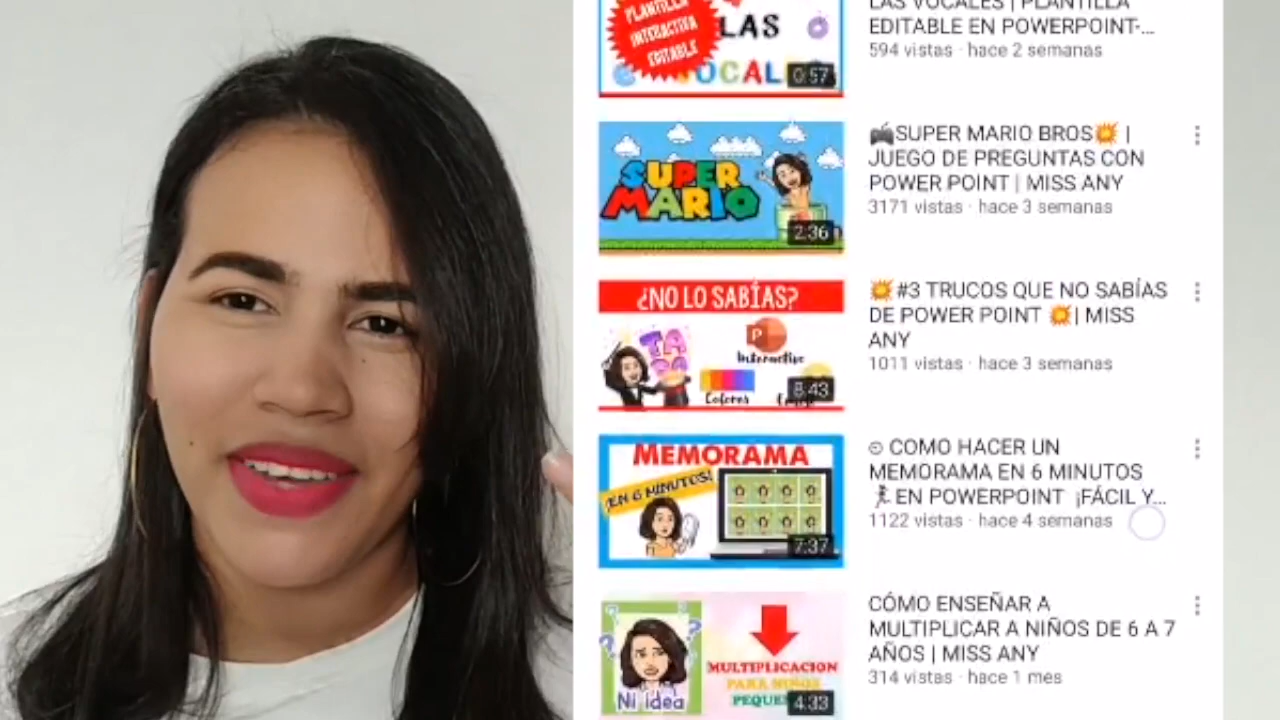 PLANTILLA
INTERACTIVA
EDITABLE
LAS
VOCALES
0:57
LAS VOCALES | PLANTILLA
EDITABLE EN POWERPOINT-...
594 vistas · hace 2 semanas
SUPER
MARIO
2:36
🎮SUPER MARIO BROS💥 |
JUEGO DE PREGUNTAS CON
POWER POINT | MISS ANY
3171 vistas · hace 3 semanas
¿NO LO SABÍAS?
P
Interactive
Colores
8:43
💥#3 TRUCOS QUE NO SABÍAS
DE POWER POINT 💥| MISS
ANY
1011 vistas · hace 3 semanas
MEMORAMA
¡EN 6 MINUTOS!
7:37
⏲ COMO HACER UN
MEMORAMA EN 6 MINUTOS
🏃EN POWERPOINT ¡FÁCIL Y...
1122 vistas · hace 4 semanas
Ni idea
MULTIPLICACION
PARA NIÑOS
4:33
CÓMO ENSEÑAR A
MULTIPLICAR A NIÑOS DE 6 A 7
AÑOS | MISS ANY
314 vistas · hace 1 mes